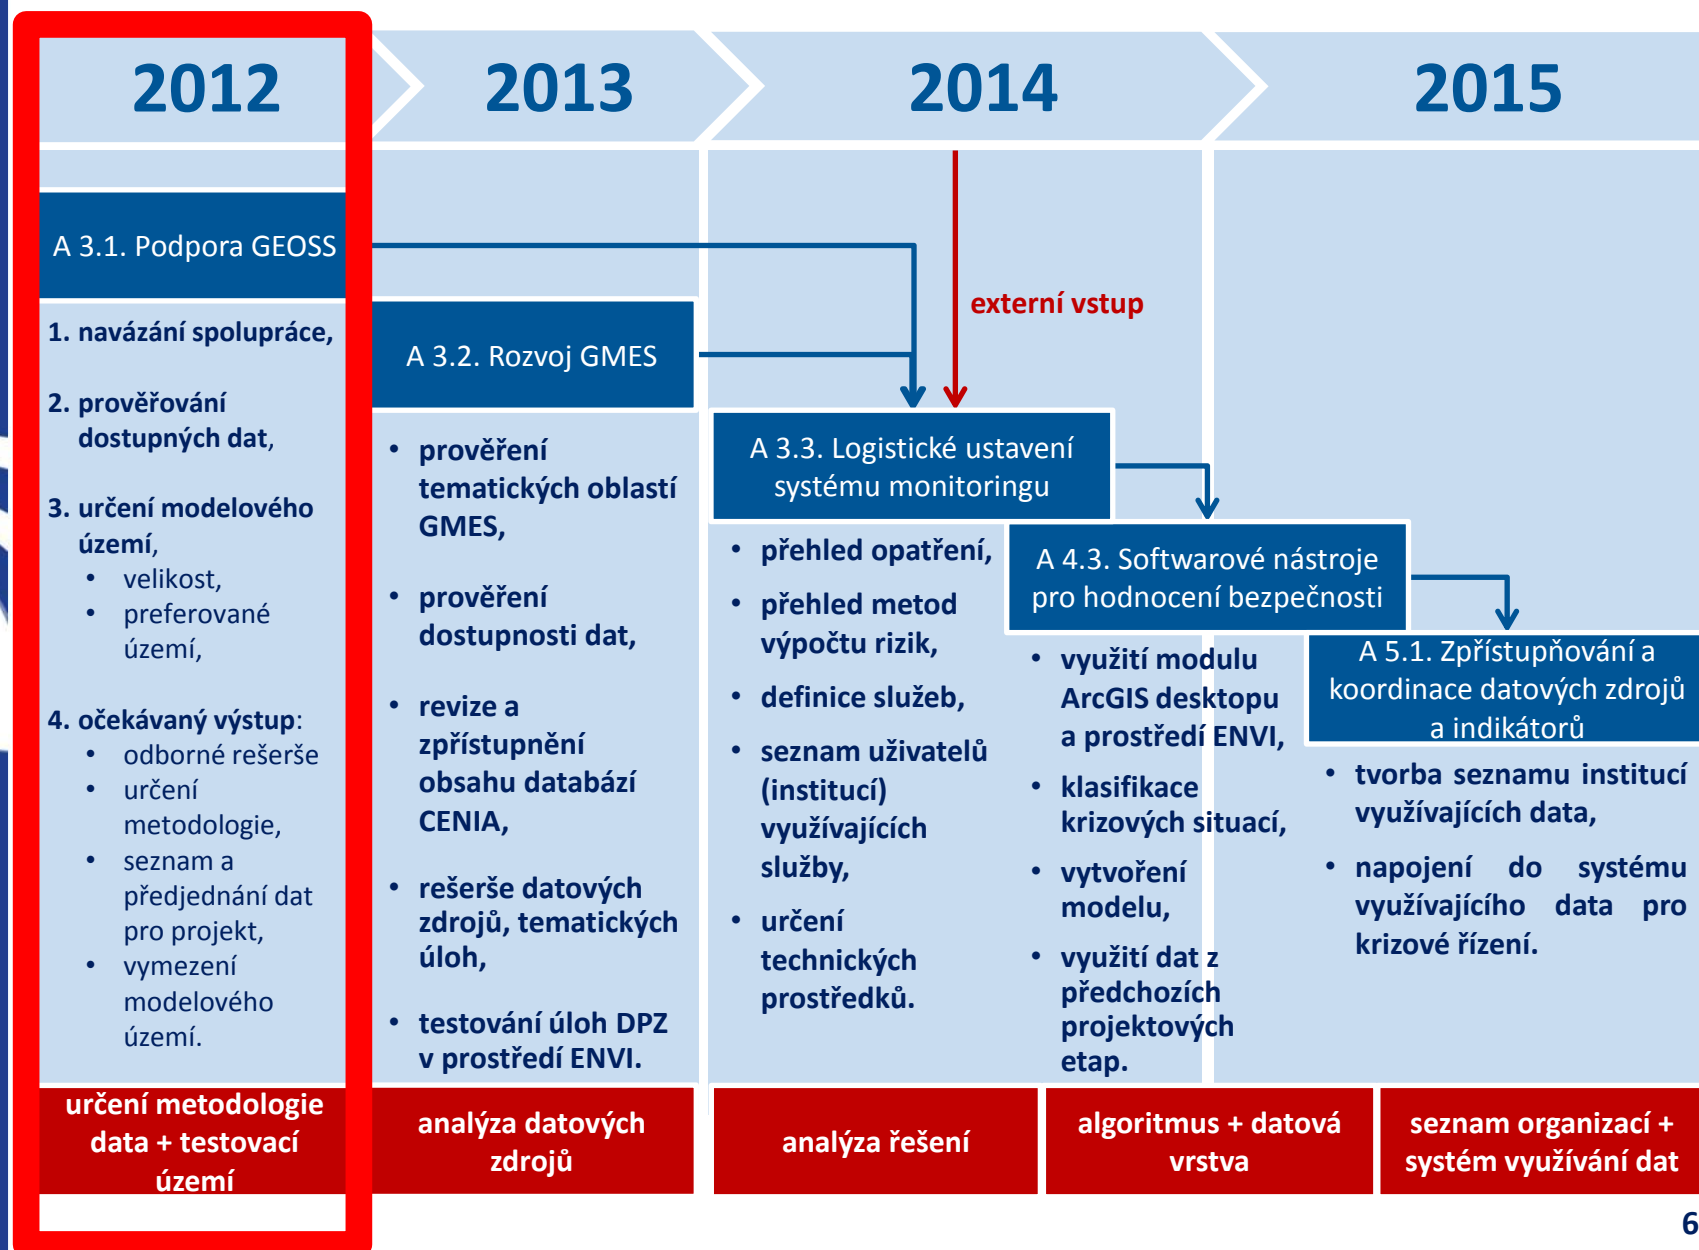 2012
2013
2014
2015
A 3.1. Podpora GEOSS
1. navázání spolupráce,
2. prověřování
dostupných dat,
3. určení modelového
území,
• velikost,
• preferované
území,
4. očekávaný výstup:
• odborné rešerše
• určení
metodologie,
• seznam a
předjednání dat
pro projekt,
• vymezení
modelového
území.
určení metodologie
data + testovací
území
A 3.2. Rozvoj GMES
• prověření
tematických oblastí
GMES,
• prověření
dostupnosti dat,
• revize a
zpřístupnění
obsahu databází
CENIA,
• rešerše datových
zdrojů, tematických
úloh,
• testování úloh DPZ
v prostředí ENVI.
analýza datových
zdrojů
externí vstup
A 3.3. Logistické ustavení
systému monitoringu
• přehled opatření,
• přehled metod
výpočtu rizik,
• definice služeb,
• seznam uživatelů
(institucí)
využívajících
služby,
• určení
technických
prostředků.
analýza řešení
A 4.3. Softwarové nástroje
pro hodnocení bezpečnosti
• využití modulu
ArcGIS desktopu
a prostředí ENVI,
• klasifikace
krizových situací,
• vytvoření
modelu,
• využití dat z
předchozích
projektových
etap.
algoritmus + datová
vrstva
A 5.1. Zpřístupňování a
koordinace datových zdrojů
a indikátorů
• tvorba seznamu institucí
využívajících data,
• napojení do systému
využívajícího data pro
krizové řízení.
seznam organizací +
systém využívání dat
6